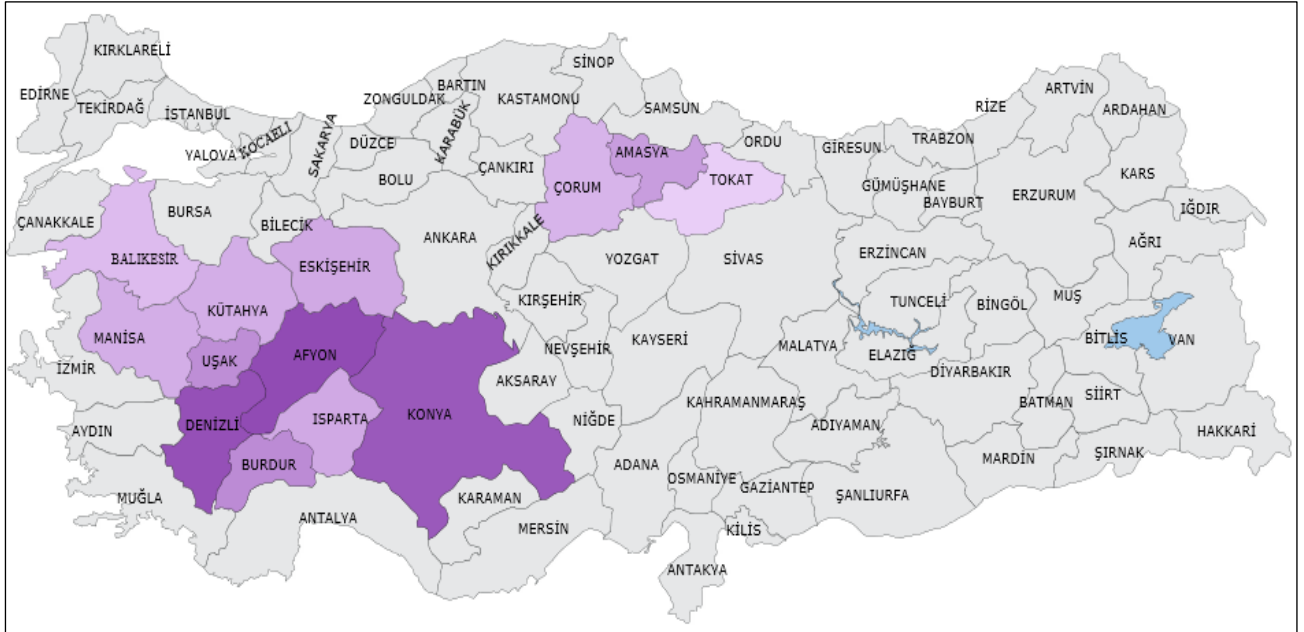 KIRKLARELİ
EDİRNE
TEKİRDAĞ
İSTANBUL
YALOVA
KOCAELİ
SAKARYA
DÜZCE
ZONGULDAK
BARTIN
KARABÜK
KASTAMONU
SİNOP
SAMSUN
ÇANKIRI
BOLU
ÇORUM
AMASYA
TOKAT
ORDU
GİRESUN
TRABZON
RİZE
ARTVİN
ARDAHAN
GÜMÜŞHANE
BAYBURT
ERZURUM
KARS
IĞDIR
AĞRI
ÇANAKKALE
BURSA
BİLECİK
ANKARA
KIRIKKALE
YOZGAT
SİVAS
ERZİNCAN
BALIKESİR
ESKİŞEHİR
KÜTAHYA
KIRŞEHİR
TUNCELİ
BİNGÖL
MUŞ
MANİSA
UŞAK
AFYON
NEVŞEHİR
KAYSERİ
MALATYA
ELAZIĞ
BİTLİS
VAN
İZMİR
AKSARAY
DİYARBAKIR
DENİZLİ
ISPARTA
KONYA
NİĞDE
KAHRAMANMARAŞ
ADIYAMAN
BATMAN
SİİRT
AYDIN
BURDUR
ADANA
OSMANİYE
GAZİANTEP
ŞANLIURFA
MARDİN
ŞIRNAK
HAKKARİ
MUĞLA
ANTALYA
KARAMAN
MERSİN
KİLİS
ANTAKYA